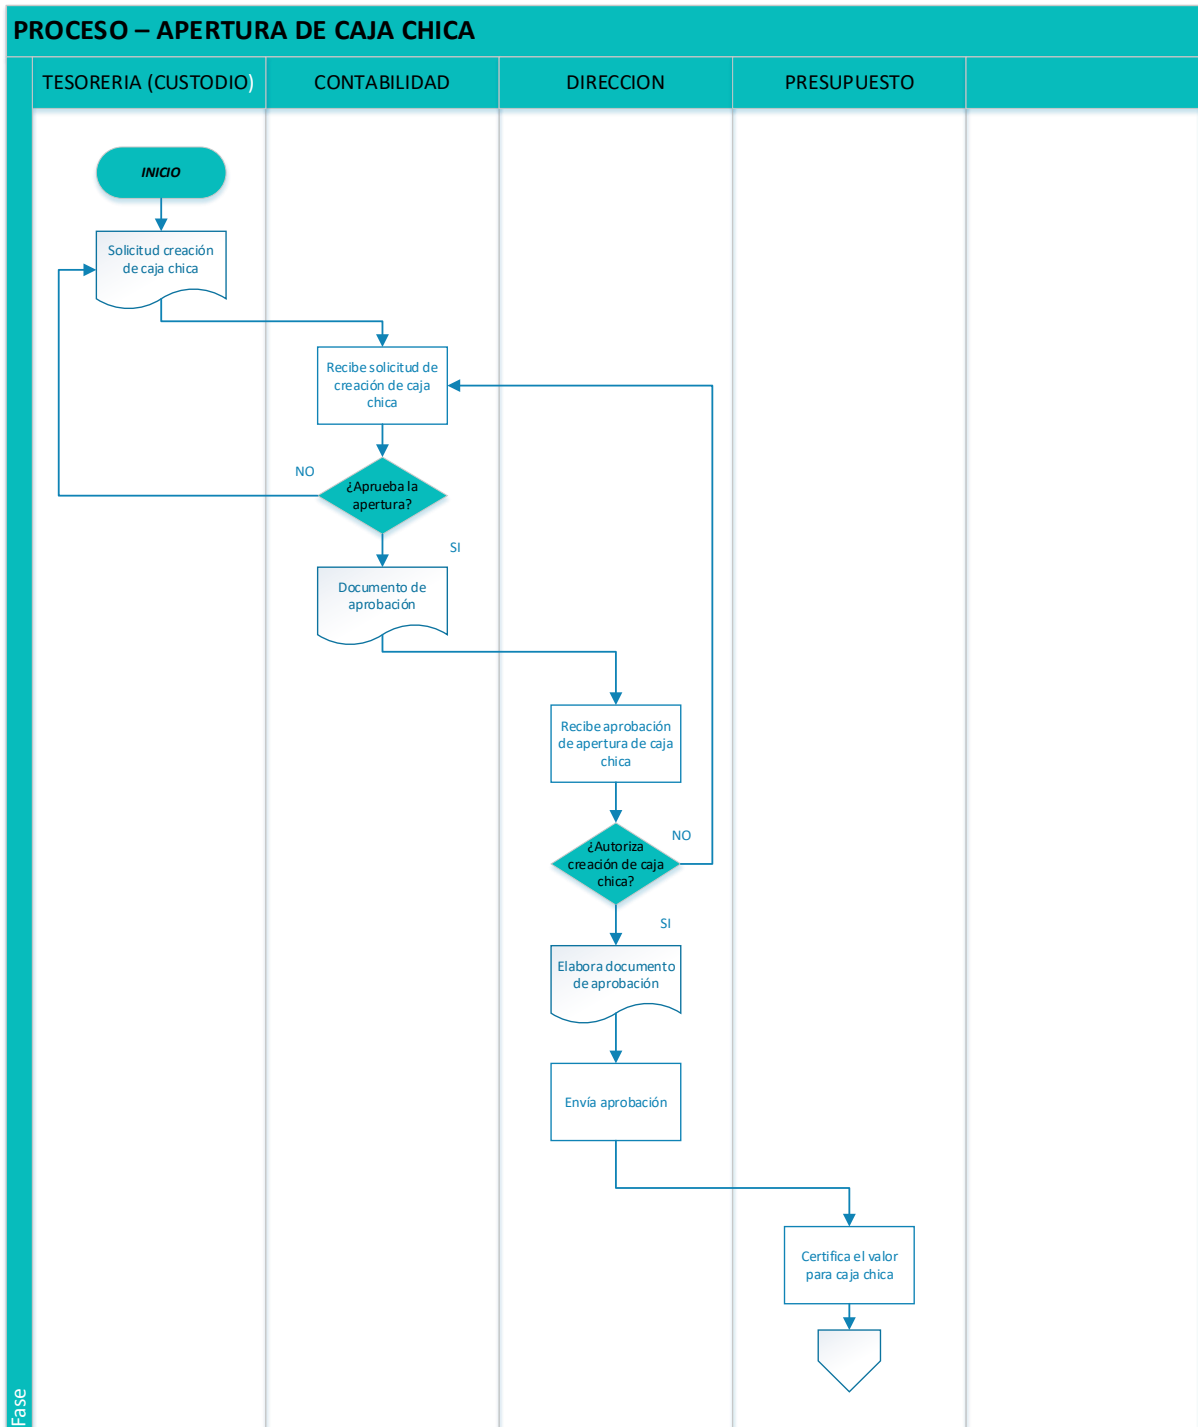 PROCESO – APERTURA DE CAJA CHICA
TESORERIA (CUSTODIO)
CONTABILIDAD
DIRECCION
PRESUPUESTO
INICIO
Solicitud creación
de caja chica
Recibe solicitud de
creación de caja
chica
NO
¿Aprueba la
apertura?
SI
Documento de
aprobación
Recibe aprobación
de apertura de caja
chica
NO
¿Autoriza
creación de caja
chica?
SI
Elabora documento
de aprobación
Envía aprobación
Certifica el valor
para caja chica
Fase